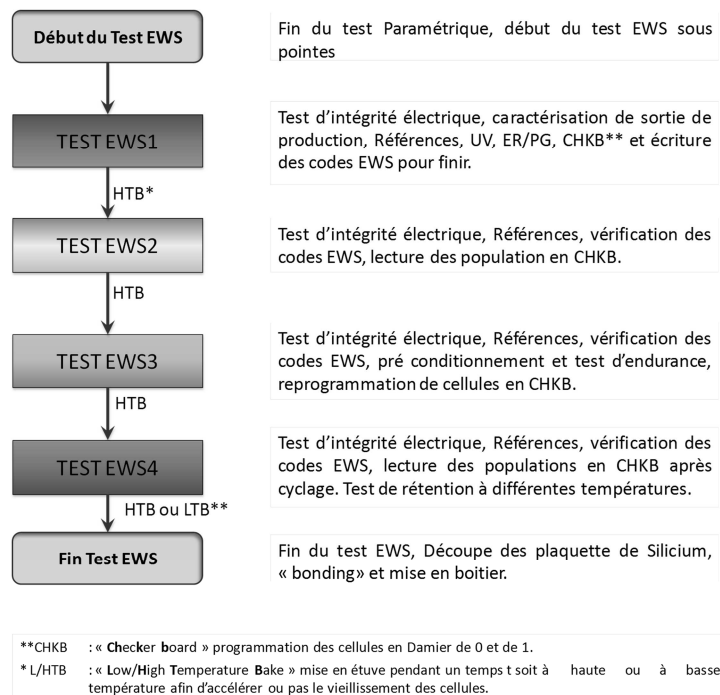 Début du Test EWS
Fin du test Paramétrique, début du test EWS sous
pointes
TEST EWS1
Test d'intégrité électrique, caractérisation de sortie de
production, Références, UV, ER/PG, CHKB** et écriture
des codes EWS pour finir.
HTB*
TEST EWS2
Test d'intégrité électrique, Références, vérification des
codes EWS, lecture des population en CHKB.
HTB
TEST EWS3
Test d'intégrité électrique, Références, vérification des
codes EWS, pré conditionnement et test d'endurance,
reprogrammation de cellules en CHKB.
HTB
TEST EWS4
Test d'intégrité électrique, Références, vérification des
codes EWS, lecture des populations en CHKB après
cyclage. Test de rétention à différentes températures.
HTB ou LTB**
Fin Test EWS
Fin du test EWS, Découpe des plaquette de Silicium,
« bonding» et mise en boitier.
**CHKB : « Checker board » programmation des cellules en Damier de 0 et de 1.
* L/HTB : « Low/High Temperature Bake » mise en étuve pendant un temps t soit à haute ou à basse
température afin d'accélérer ou pas le vieillissement des cellules.